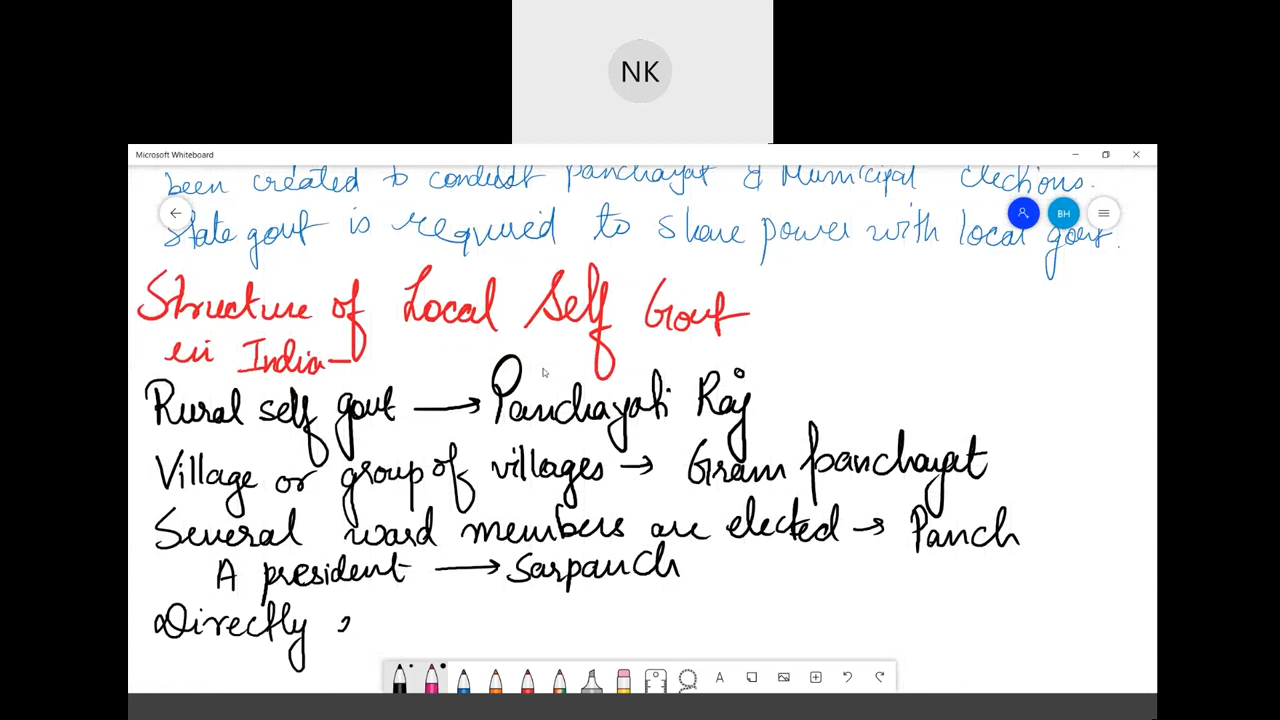 NK
Microsoft Whiteboard
been created to conduct Panchayat & Municipal elections.
BH
State govt is required to share power with local govt.
Structure of Local Self Govt
in India-
Rural self govt → Panchayati Raj
Village or group of villages → Gram panchayat
Several ward members are elected → Panch
A president → Sarpanch
Directly
A